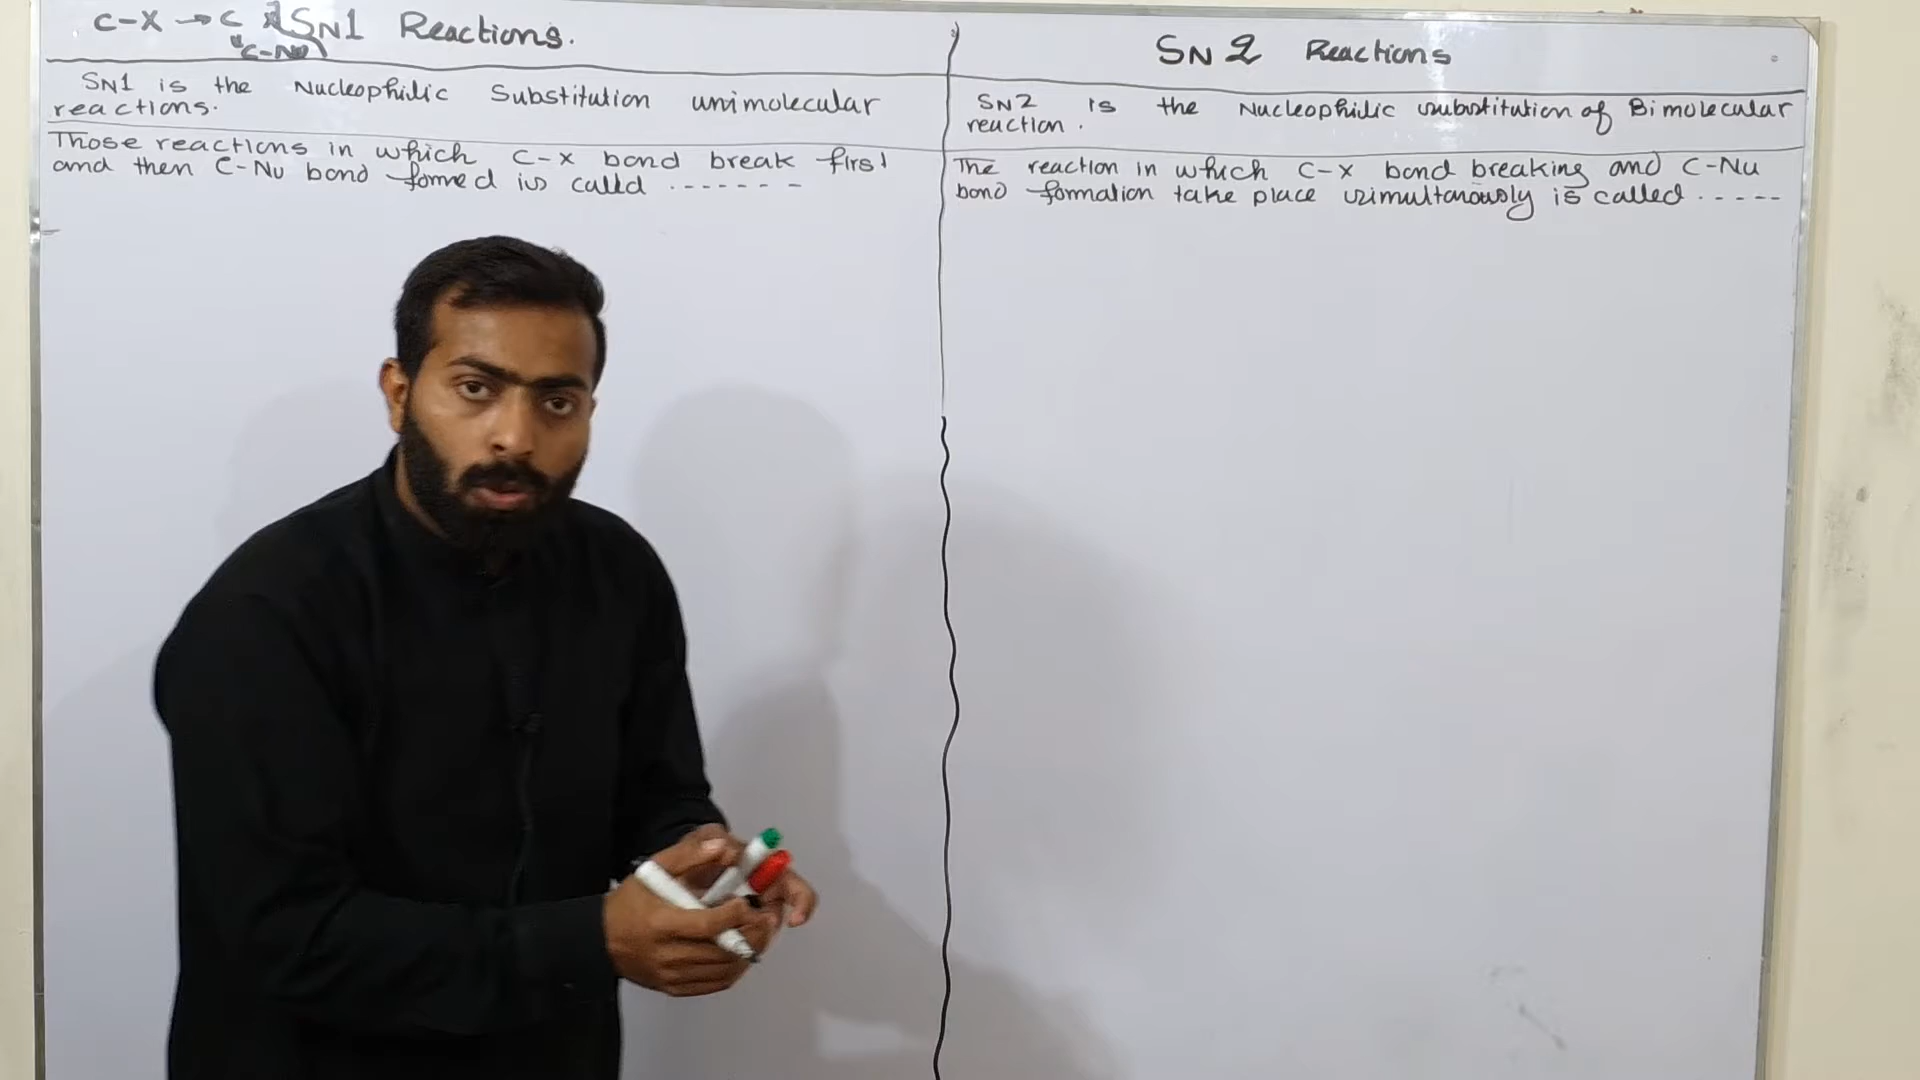 C-X → C SN1 Reactions.
C-Nu
SN1 is the Nucleophilic Substitution unimolecular
reactions.
Those reactions in which C-X bond break first
and then C-Nu bond formed is calld .......
SN2 Reactions
SN2 is the Nucleophilic substitution of Bimolecular
reaction.
The reaction in which C-X bond breaking and C-Nu
bond formation take place simultanously is called .....